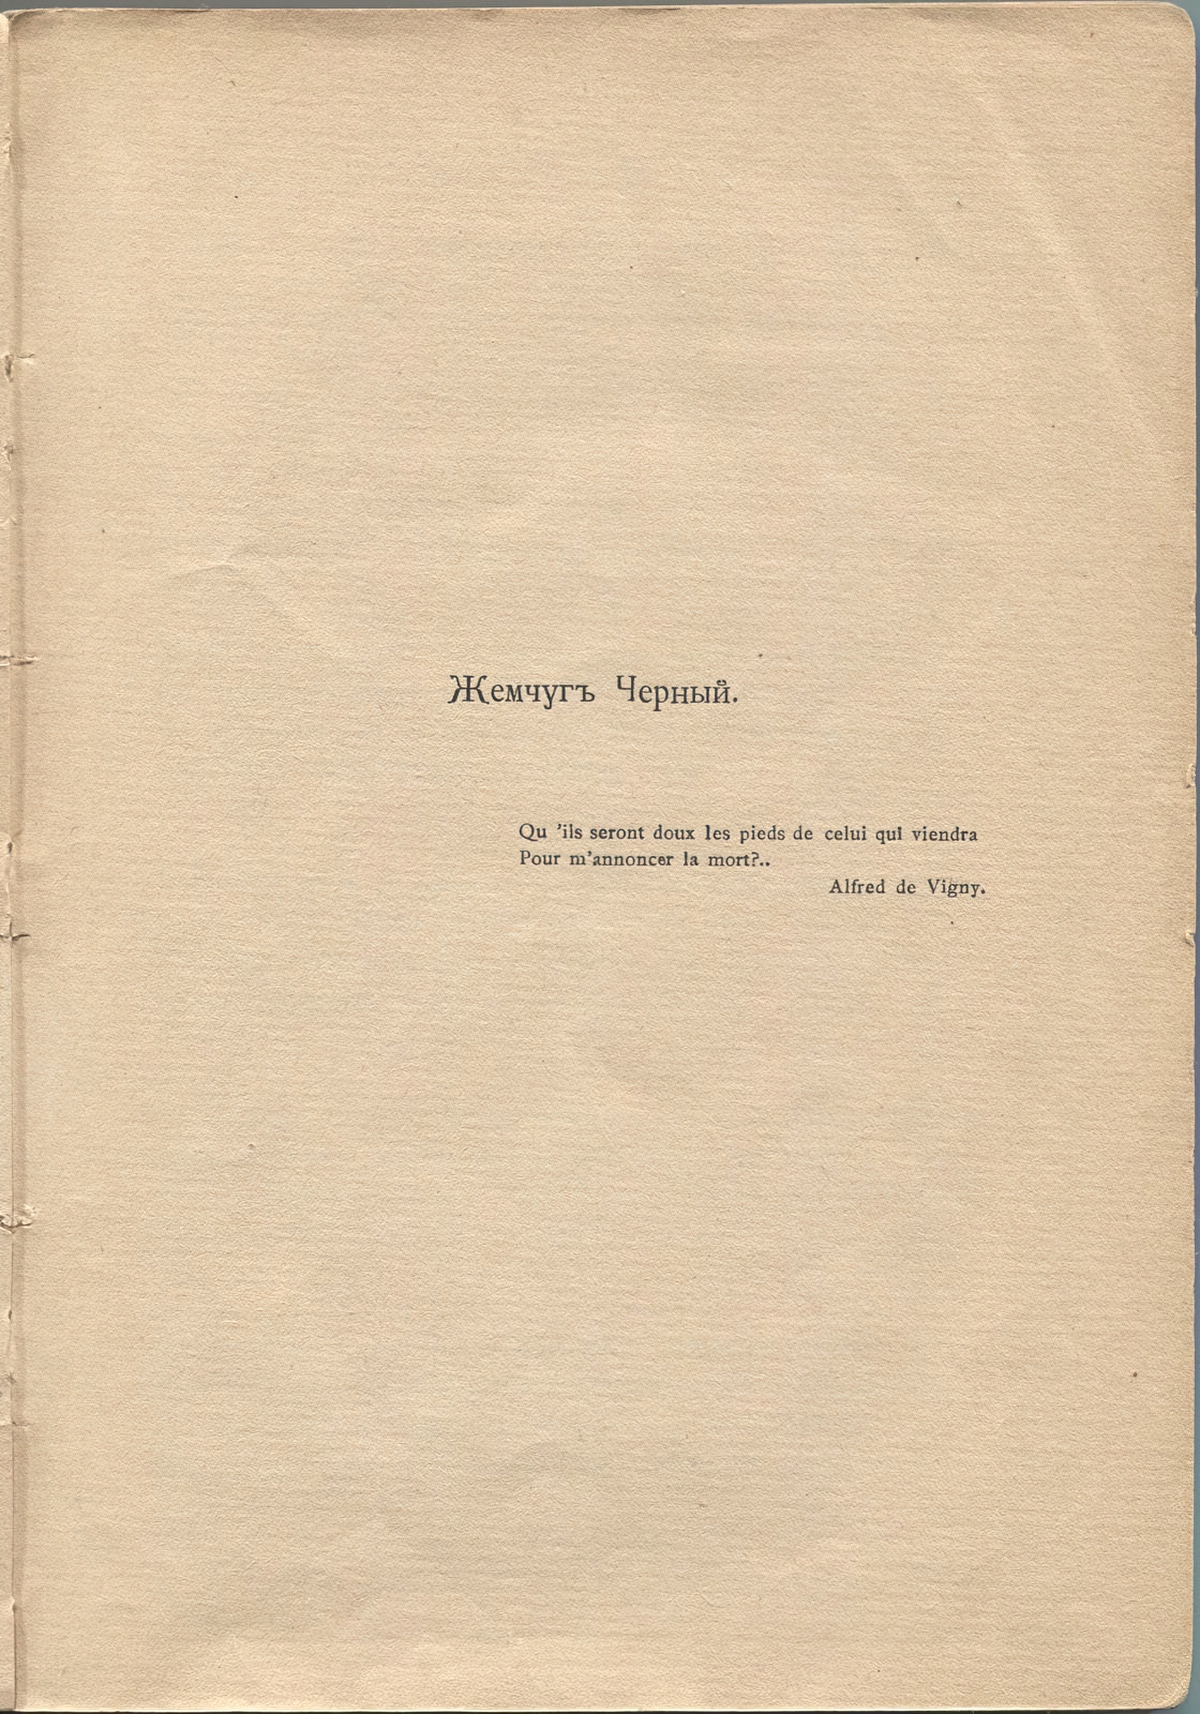 Жемчугъ Черный.
Qu 'ils seront doux les pieds de celui qui viendra
Pour m'annoncer la mort?..
Alfred de Vigny.